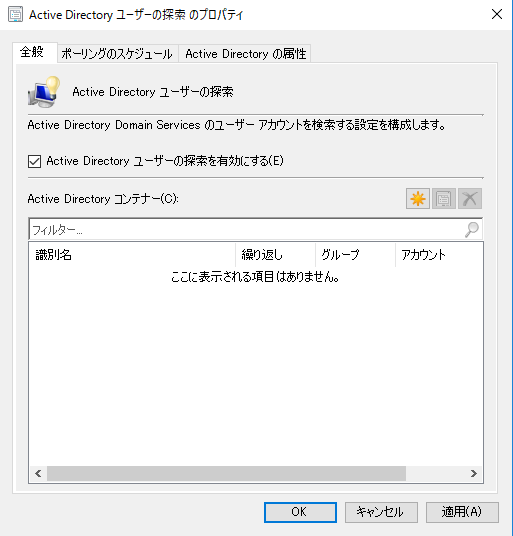 Active Directory ユーザーの探索 のプロパティ
全般 ポーリングのスケジュール Active Directory の属性
Active Directory ユーザーの探索
Active Directory Domain Services のユーザー アカウントを検索する設定を構成します。
Active Directory ユーザーの探索を有効にする(E)
Active Directory コンテナー(C):
フィルター...
識別名 繰り返し グループ アカウント
ここに表示される項目はありません。
OK キャンセル 適用(A)